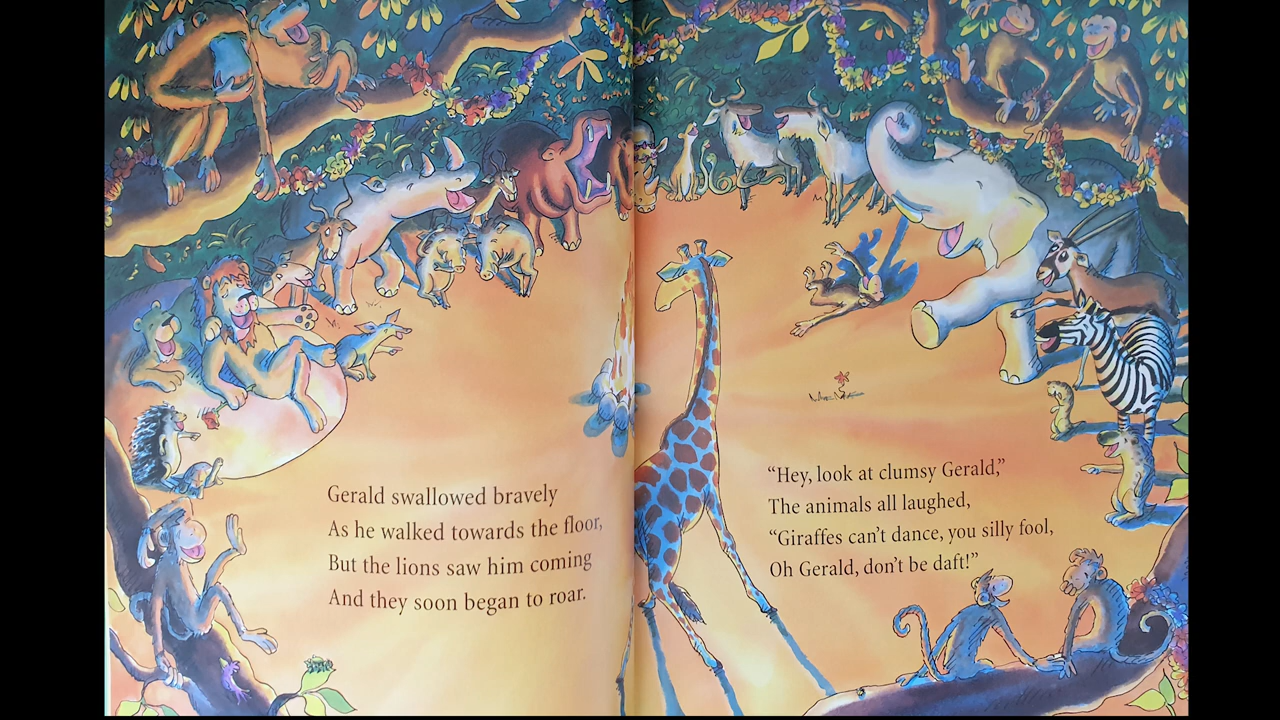 Gerald swallowed bravely
As he walked towards the floor,
But the lions saw him coming
And they soon began to roar.
“Hey, look at clumsy Gerald,”
The animals all laughed,
“Giraffes can’t dance, you silly fool,
Oh Gerald, don’t be daft!”